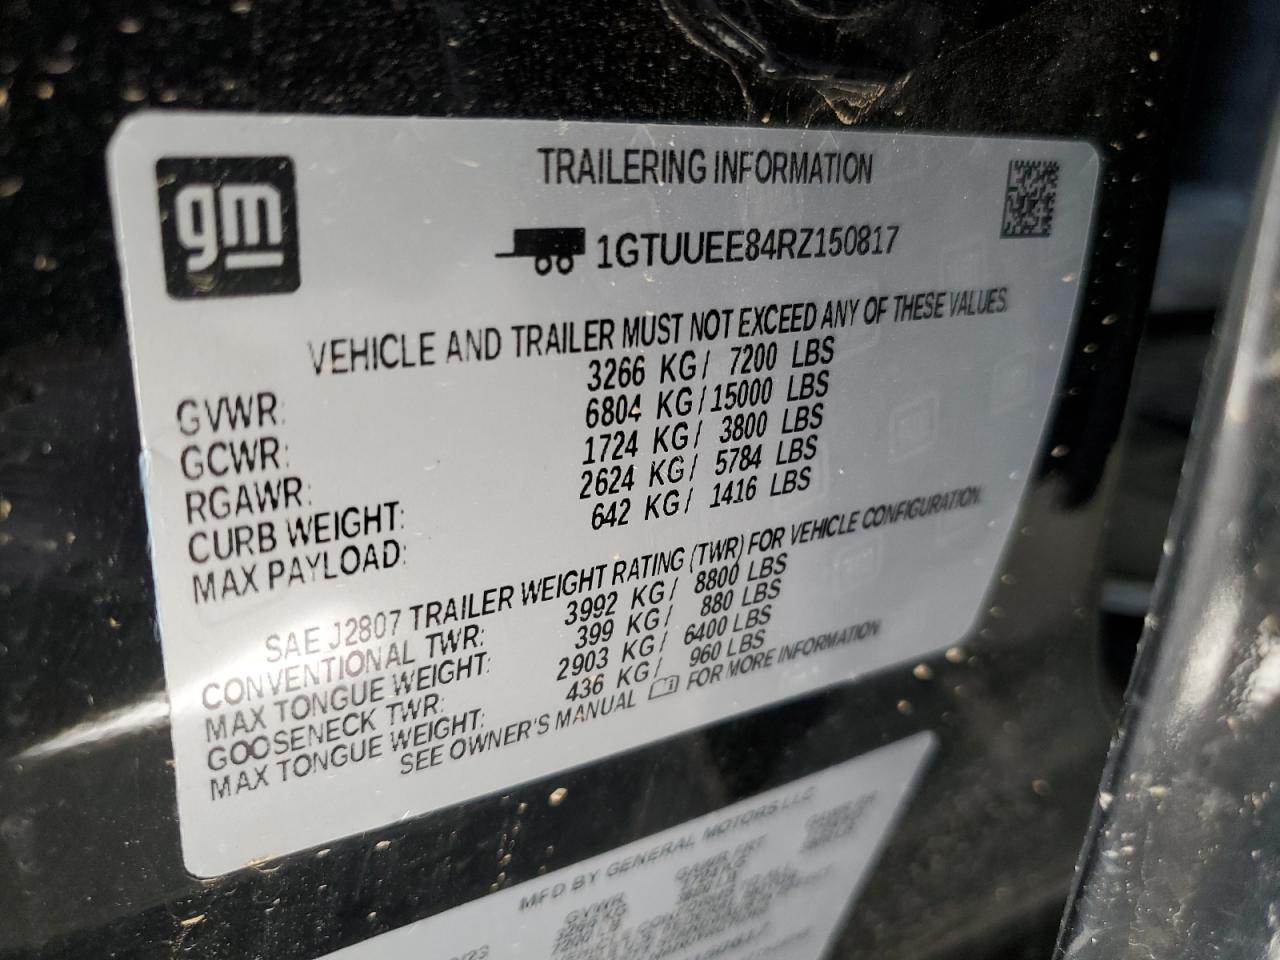 gm
TRAILERING INFORMATION
1GTUUEE84RZ150817
VEHICLE AND TRAILER MUST NOT EXCEED ANY OF THESE VALUES.
GVWR: 3266 KG/ 7200 LBS
GCWR: 6804 KG/15000 LBS
RGAWR: 1724 KG/ 3800 LBS
CURB WEIGHT: 2624 KG/ 5784 LBS
MAX PAYLOAD: 642 KG/ 1416 LBS
SAE J2807 TRAILER WEIGHT RATING (TWR) FOR VEHICLE CONFIGURATION.
CONVENTIONAL TWR: 3992 KG/ 8800 LBS
MAX TONGUE WEIGHT: 399 KG/ 880 LBS
GOOSENECK TWR: 2903 KG/ 6400 LBS
MAX TONGUE WEIGHT: 436 KG/ 960 LBS
SEE OWNER'S MANUAL FOR MORE INFORMATION
MFD BY GENERAL MOTORS LLC
GVWR GAWR FRT